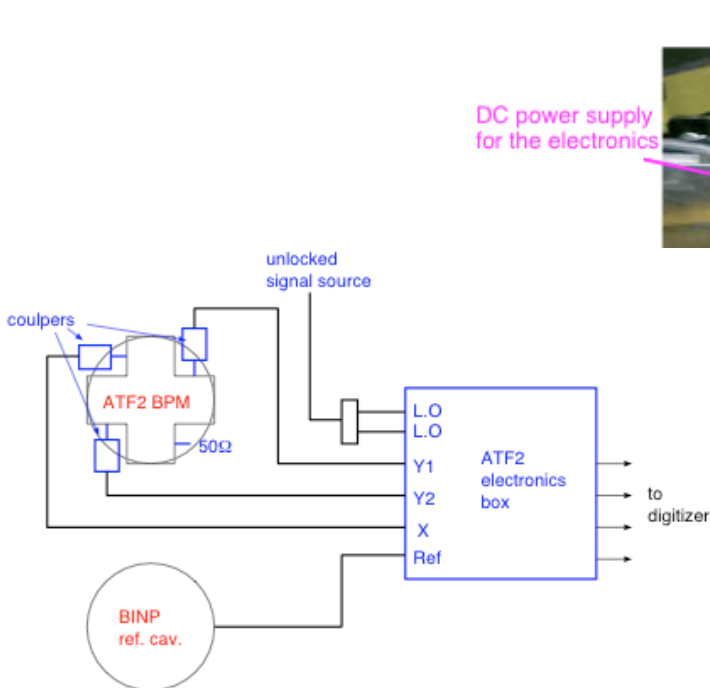 DC power supply
for the electronics
unlocked
signal source
coulpers
ATF2 BPM
50Ω
L.O
L.O
Y1
Y2
X
Ref
ATF2
electronics
box
to
digitizer
BINP
ref. cav.